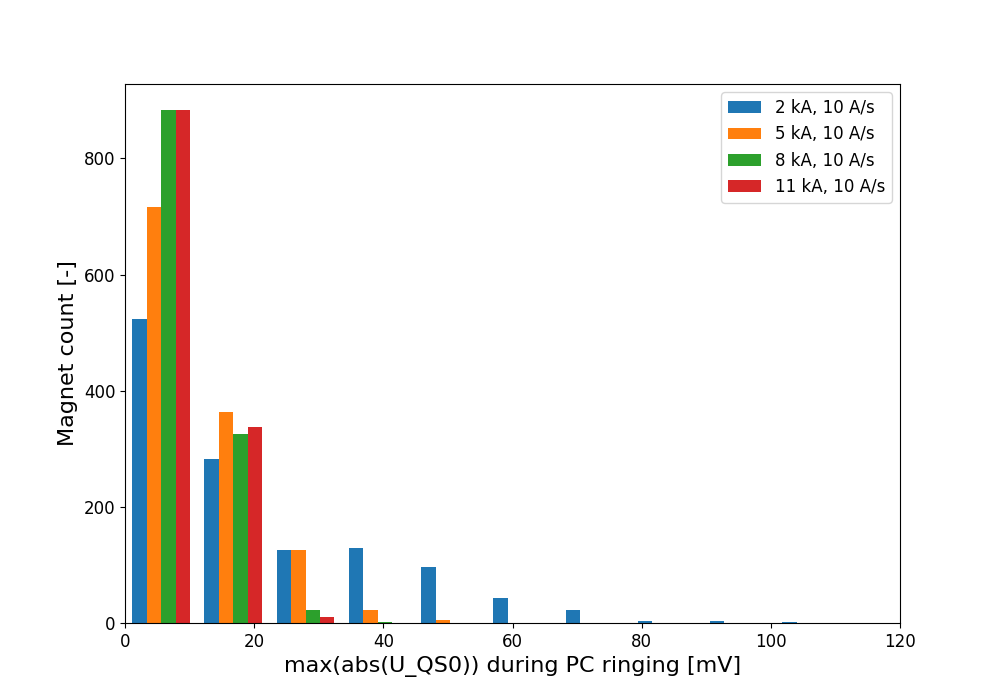 2 kA, 10 A/s
5 kA, 10 A/s
8 kA, 10 A/s
11 kA, 10 A/s
Magnet count [-]
800
600
400
200
0
0 20 40 60 80 100 120
max(abs(U_QS0)) during PC ringing [mV]